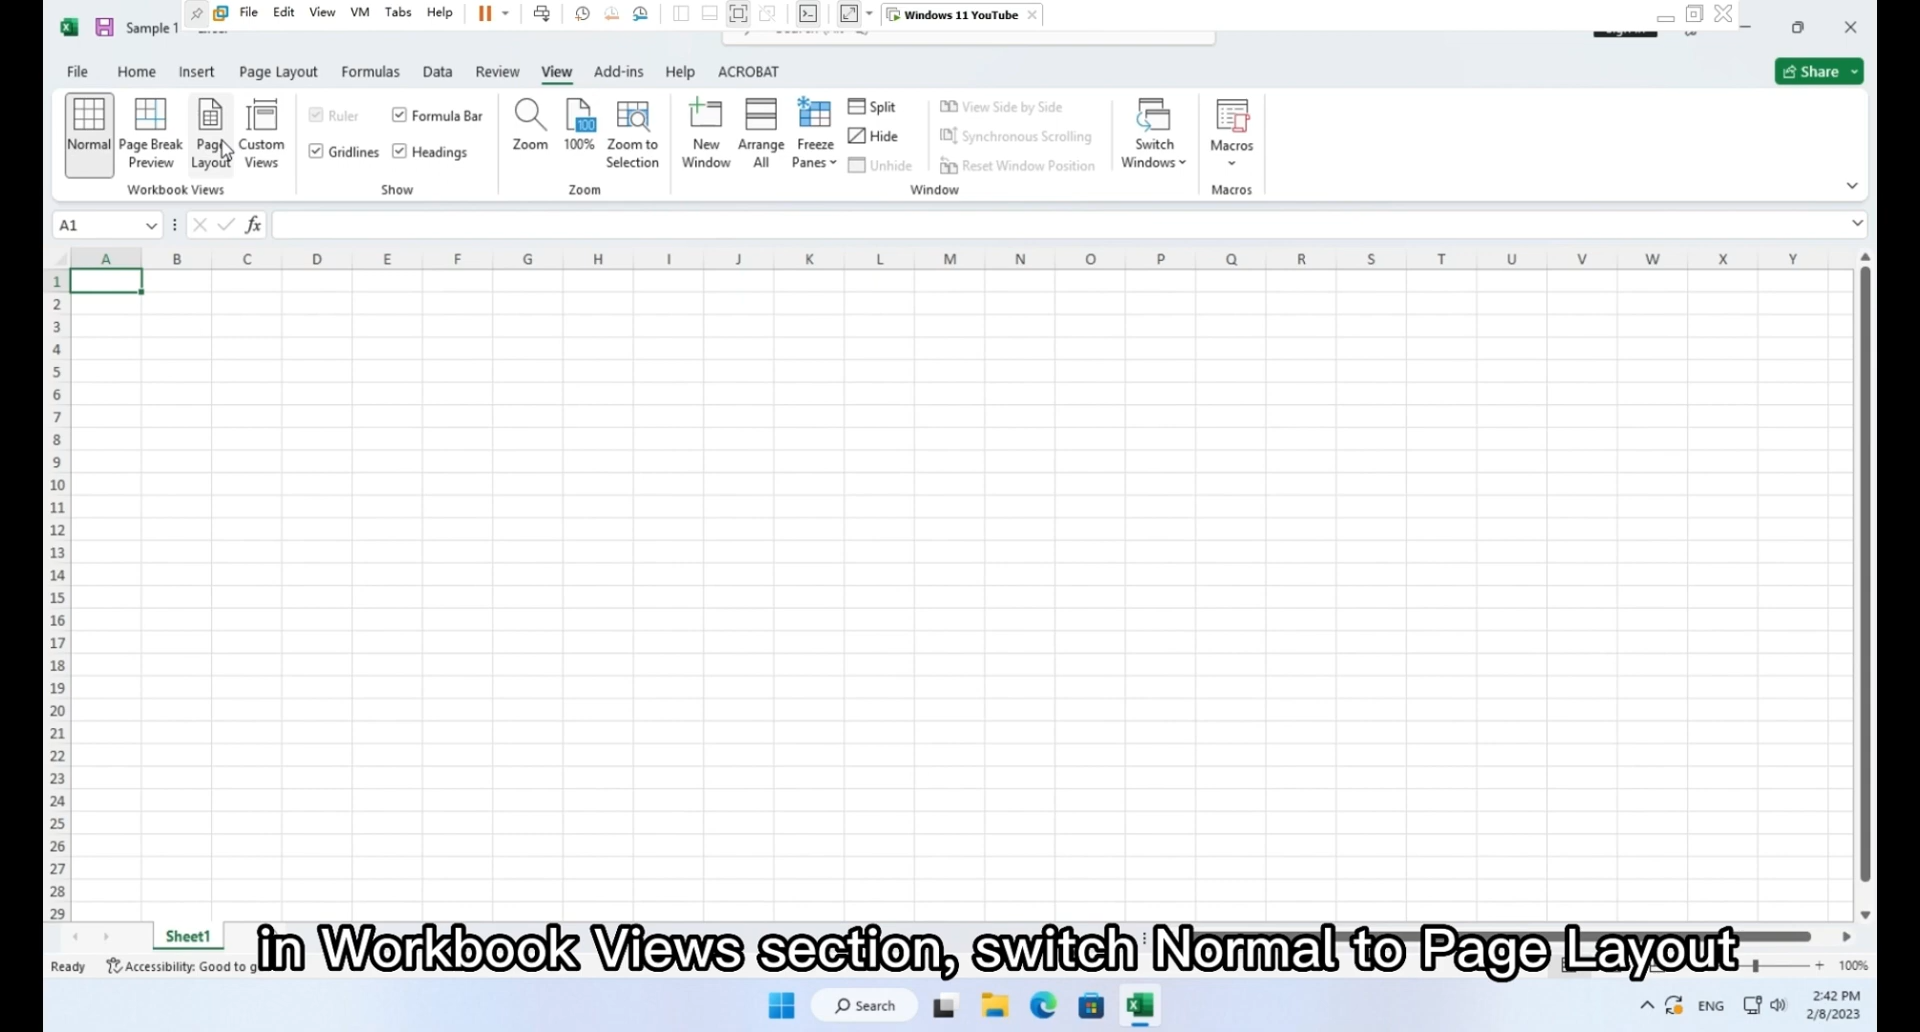 File Edit View VM Tabs Help Windows 11 YouTube
Sample 1
File Home Insert Page Layout Formulas Data Review View Add-ins Help ACROBAT Share
Normal Page Break Preview Page Layout Custom Views
Workbook Views
Ruler Formula Bar
Gridlines Headings
Show
Zoom 100% Zoom to Selection
100
Zoom
New Window Arrange All Freeze Panes
Split
Hide
Unhide
View Side by Side
Synchronous Scrolling
Reset Window Position
Switch Windows
Window
Macros
Macros
A1 fx
A B C D E F G H I J K L M N O P Q R S T U V W X Y
1
2
3
4
5
6
7
8
9
10
11
12
13
14
15
16
17
18
19
20
21
22
23
24
25
26
27
28
29
Sheet1
in Workbook Views section, switch Normal to Page Layout
Ready Accessibility: Good to 100%
Search ENG 2:42 PM
2/8/2023